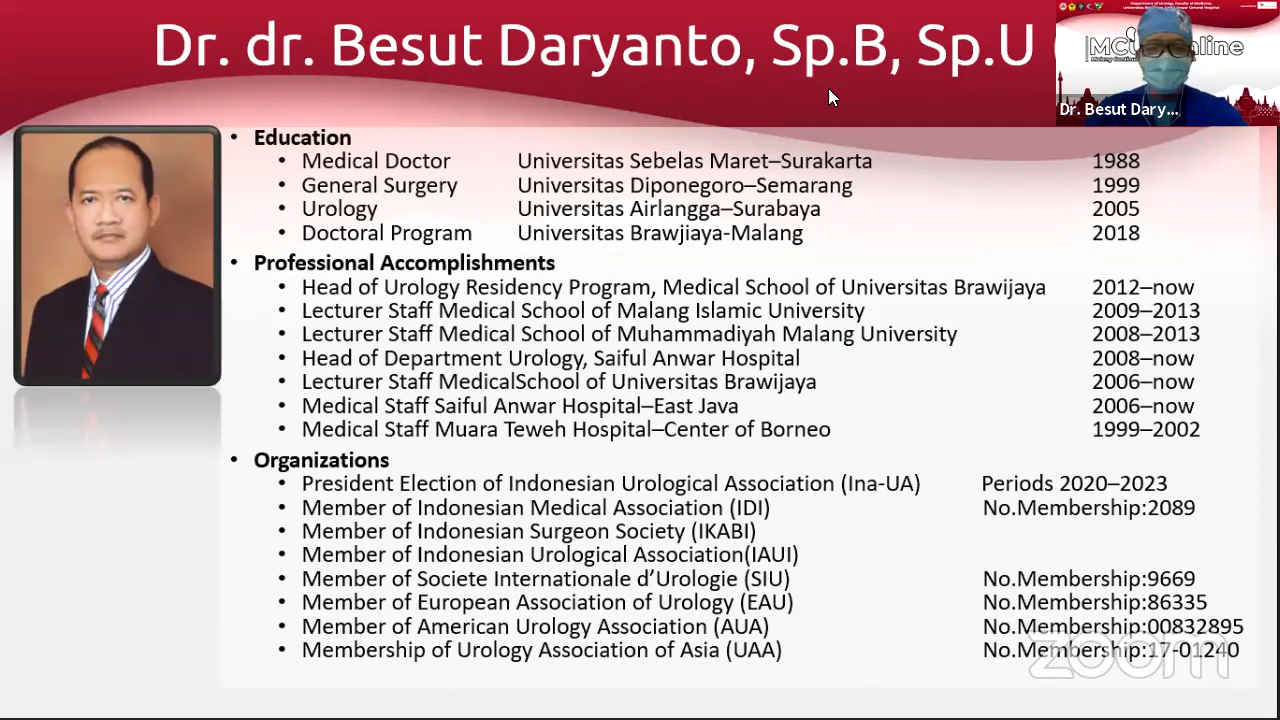 Department of Urology, Faculty of Medicine,
Dr. dr. Besut Daryanto, Sp.B, Sp.U
|MCU
nline
Dr. Besut Dary...
• Education
• Medical Doctor Universitas Sebelas Maret–Surakarta 1988
• General Surgery Universitas Diponegoro–Semarang 1999
• Urology Universitas Airlangga–Surabaya 2005
• Doctoral Program Universitas Brawjiaya-Malang 2018
• Professional Accomplishments
• Head of Urology Residency Program, Medical School of Universitas Brawijaya 2012–now
• Lecturer Staff Medical School of Malang Islamic University 2009–2013
• Lecturer Staff Medical School of Muhammadiyah Malang University 2008–2013
• Head of Department Urology, Saiful Anwar Hospital 2008–now
• Lecturer Staff MedicalSchool of Universitas Brawijaya 2006–now
• Medical Staff Saiful Anwar Hospital–East Java 2006–now
• Medical Staff Muara Teweh Hospital–Center of Borneo 1999–2002
• Organizations
• President Election of Indonesian Urological Association (Ina-UA) Periods 2020–2023
• Member of Indonesian Medical Association (IDI) No.Membership:2089
• Member of Indonesian Surgeon Society (IKABI)
• Member of Indonesian Urological Association(IAUI)
• Member of Societe Internationale d’Urologie (SIU) No.Membership:9669
• Member of European Association of Urology (EAU) No.Membership:86335
• Member of American Urology Association (AUA) No.Membership:00832895
• Membership of Urology Association of Asia (UAA) No.Membership:17-01240
zoom